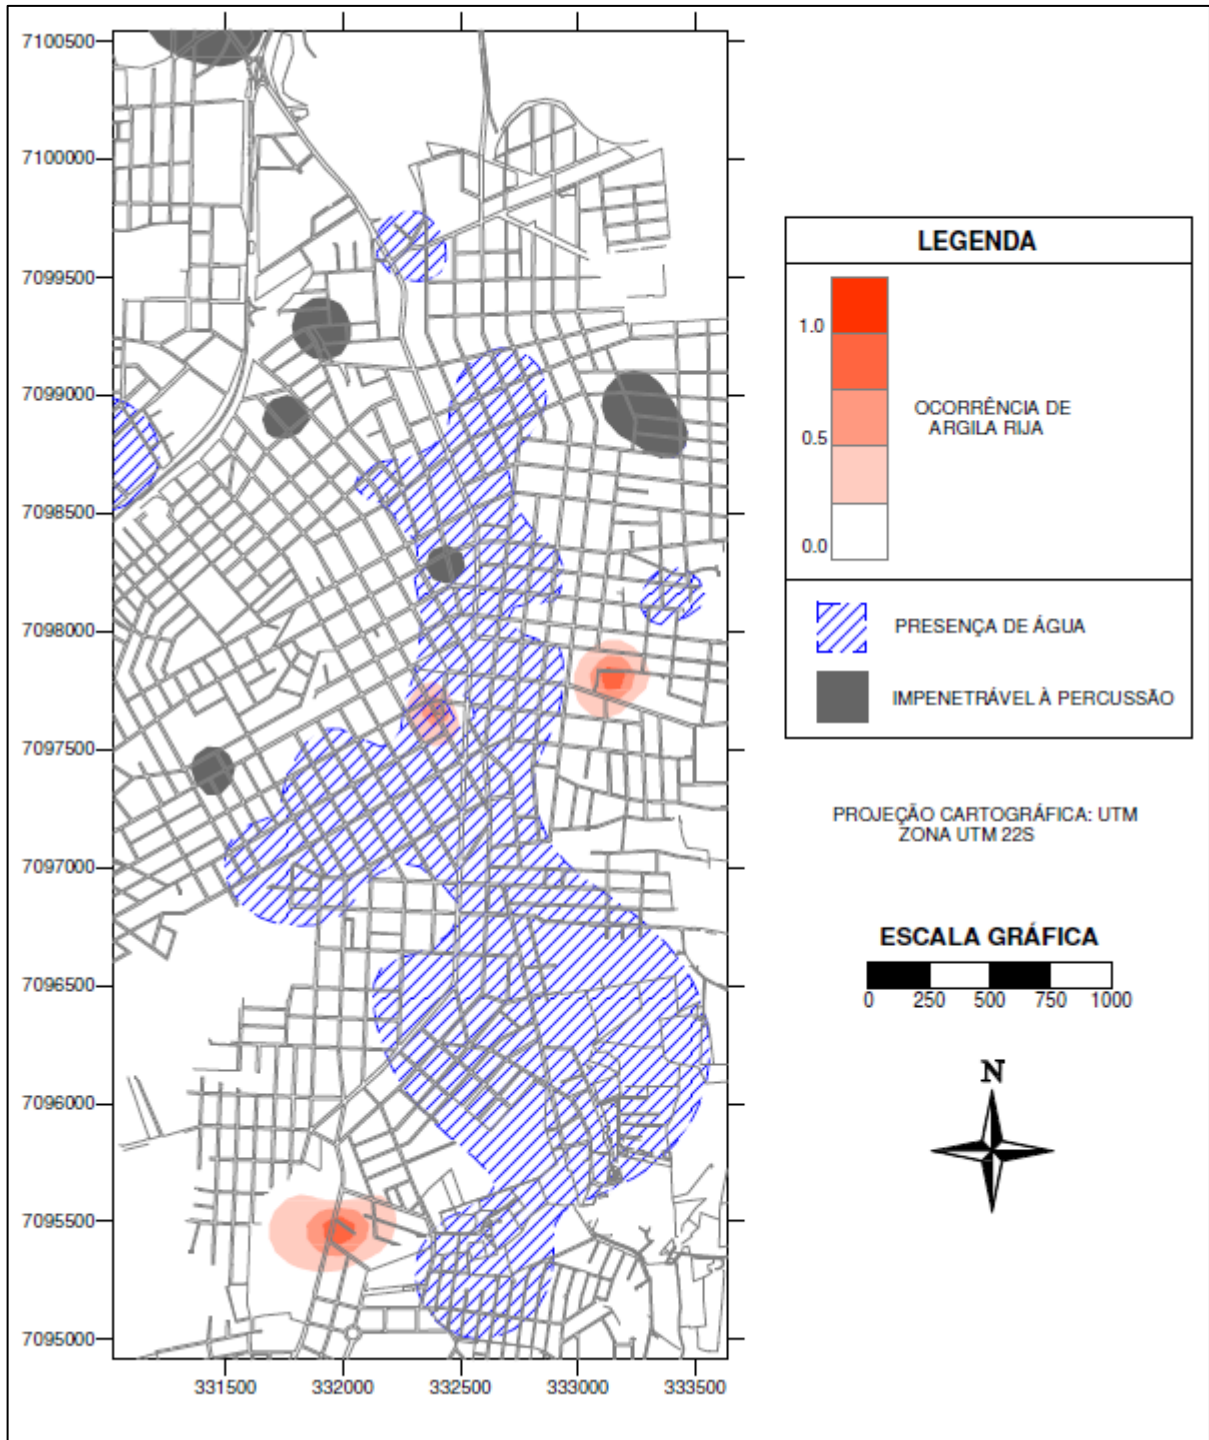 7100500
7100000
7099500
7099000
7098500
7098000
7097500
7097000
7096500
7096000
7095500
7095000
331500 332000 332500 333000 333500
LEGENDA
1.0
0.5
0.0
OCORRÊNCIA DE
ARGILA RIJA
PRESENÇA DE ÁGUA
IMPENETRÁVEL À PERCUSSÃO
PROJEÇÃO CARTOGRÁFICA: UTM
ZONA UTM 22S
ESCALA GRÁFICA
0 250 500 750 1000
N